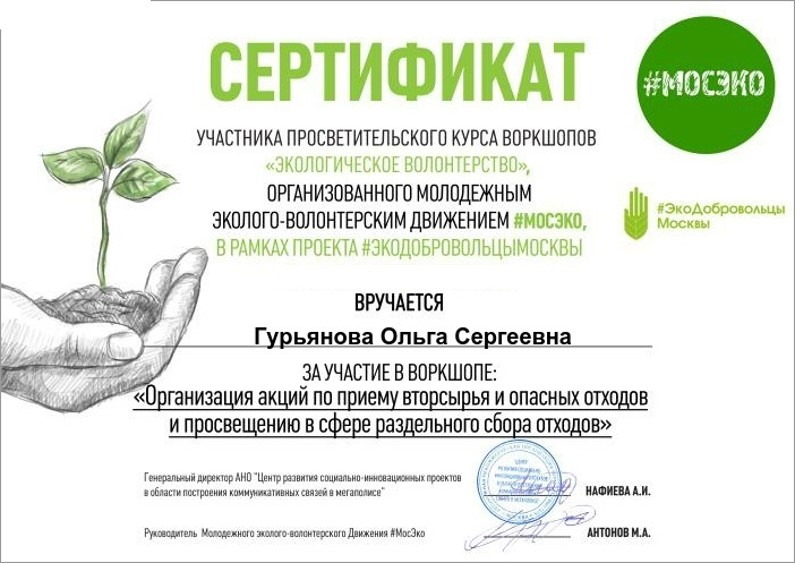 СЕРТИФИКАТ
#МОСЭКО
УЧАСТНИКА ПРОСВЕТИТЕЛЬСКОГО КУРСА ВОРКШОПОВ
«ЭКОЛОГИЧЕСКОЕ ВОЛОНТЕРСТВО»,
ОРГАНИЗОВАННОГО МОЛОДЕЖНЫМ
ЭКОЛОГО-ВОЛОНТЕРСКИМ ДВИЖЕНИЕМ #МОСЭКО,
В РАМКАХ ПРОЕКТА #ЭКОДОБРОВОЛЬЦЫМОСКВЫ
#ЭкоДобровольцы
Москвы
ВРУЧАЕТСЯ
Гурьянова Ольга Сергеевна
ЗА УЧАСТИЕ В ВОРКШОПЕ:
«Организация акций по приему вторсырья и опасных отходов
и просвещению в сфере раздельного сбора отходов»
Генеральный директор АНО "Центр развития социально-инновационных проектов
в области построения коммуникативных связей в мегаполисе"
НАФИЕВА А.И.
Руководитель Молодежного эколого-волонтерского Движения #МосЭко
АНТОНОВ М.А.